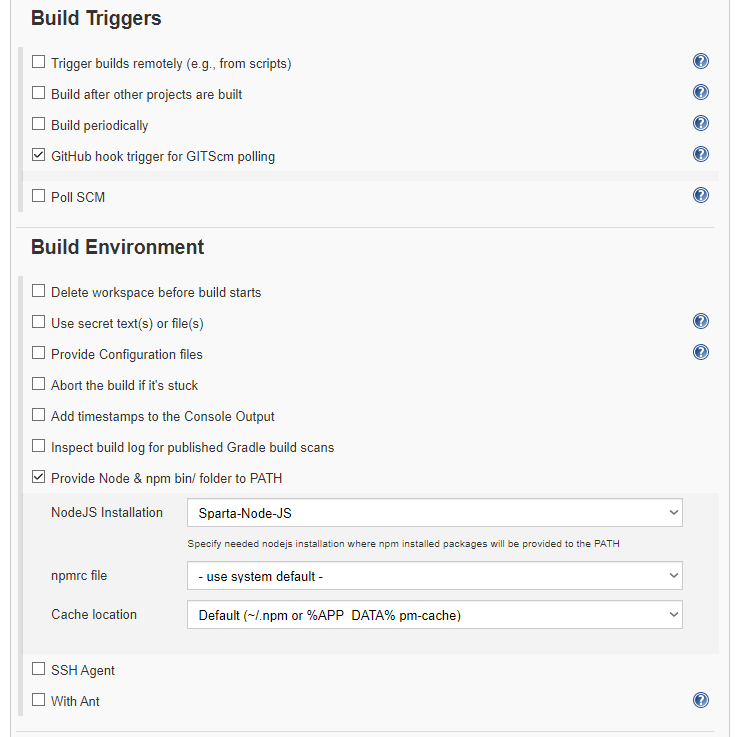 Build Triggers
Trigger builds remotely (e.g., from scripts)
Build after other projects are built
Build periodically
GitHub hook trigger for GITScm polling
Poll SCM
Build Environment
Delete workspace before build starts
Use secret text(s) or file(s)
Provide Configuration files
Abort the build if it's stuck
Add timestamps to the Console Output
Inspect build log for published Gradle build scans
Provide Node & npm bin/ folder to PATH
NodeJS Installation Sparta-Node-JS
Specify needed nodejs installation where npm installed packages will be provided to the PATH
npmrc file - use system default -
Cache location Default (~/.npm or %APP_DATA% pm-cache)
SSH Agent
With Ant